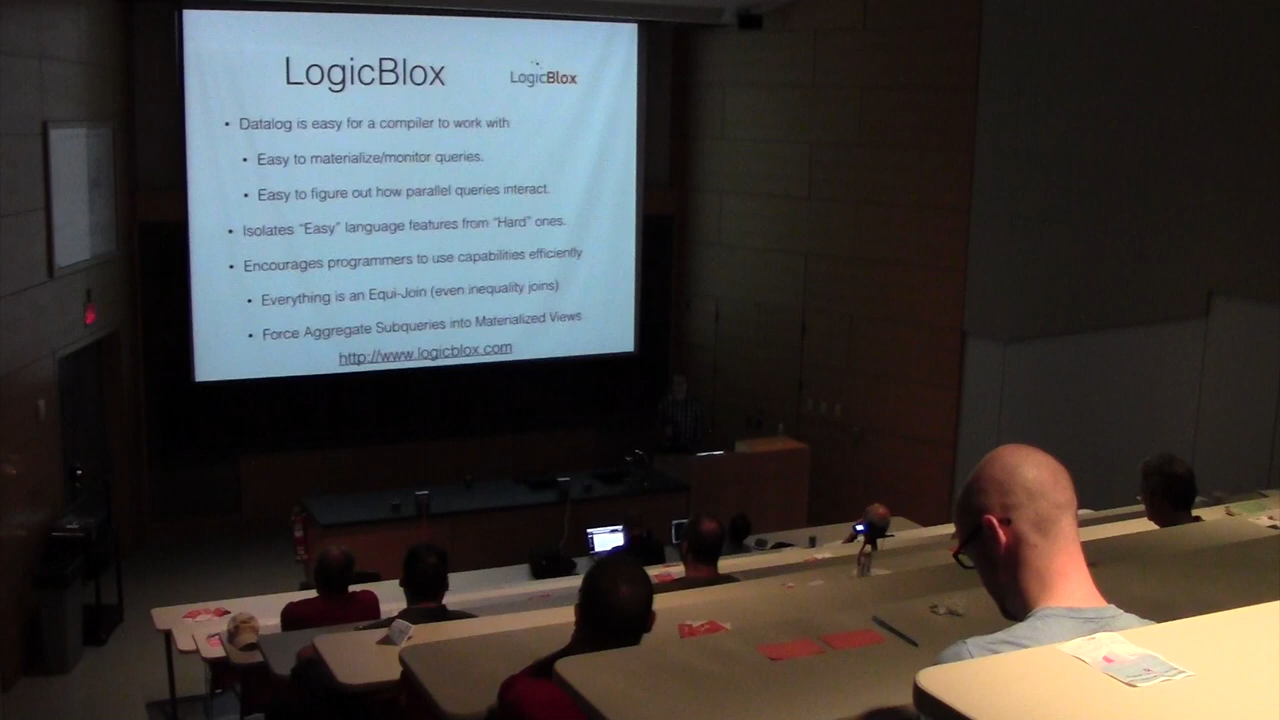 LogicBlox
LogicBlox
• Datalog is easy for a compiler to work with
• Easy to materialize/monitor queries.
• Easy to figure out how parallel queries interact.
• Isolates “Easy” language features from “Hard” ones.
• Encourages programmers to use capabilities efficiently
• Everything is an Equi-Join (even inequality joins)
• Force Aggregate Subqueries into Materialized Views
http://www.logicblox.com